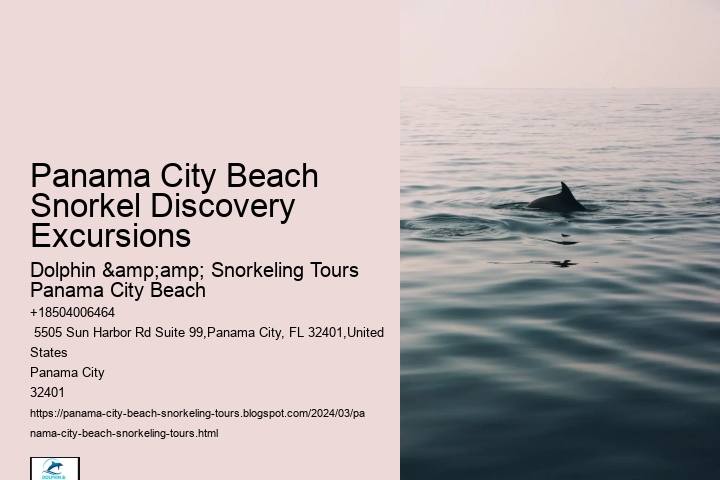 Panama City Beach
Snorkel Discovery
Excursions
Dolphin &amp;amp; Snorkeling Tours
Panama City Beach
+18504006464
5505 Sun Harbor Rd Suite 99,Panama City, FL 32401,United
States
Panama City
32401
https://panama-city-beach-snorkeling-tours.blogspot.com/2024/03/pa
nama-city-beach-snorkeling-tours.html
DOLPHIN &